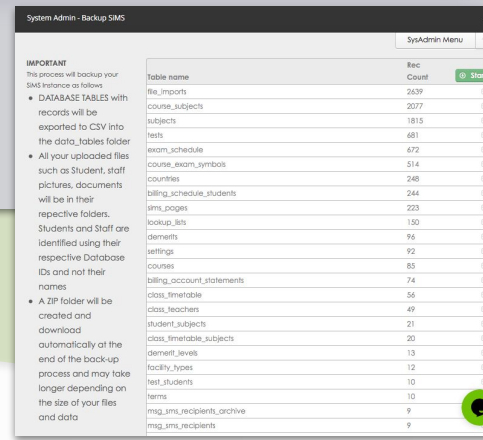 System Admin - Backup SIMS
SysAdmin Menu
IMPORTANT
This process will backup your
SIMS Instance as follows
• DATABASE TABLES with
records will be
exported to CSV into
the data_tables folder
• All your uploaded files
such as Student, staff
pictures, documents
will be in their
repective folders.
Students and Staff are
identified using their
respective Database
IDs and not their
names
• A ZIP folder will be
created and
download
automatically at the
end of the back-up
process and may take
longer depending on
the size of your files
and data
Table name Rec Count
file_imports 2639
course_subjects 2077
subjects 1815
tests 681
exam_schedule 672
course_exam_symbols 514
countries 248
billing_schedule_students 244
sims_pages 223
lookup_lists 150
demerits 96
settings 92
courses 85
billing_account_statements 74
class_timetable 56
class_teachers 49
student_subjects 21
class_timetable_subjects 20
demerit_levels 13
facility_types 12
test_students 10
terms 10
msg_sms_recipients_archive 9
msg_sms_recipients 9